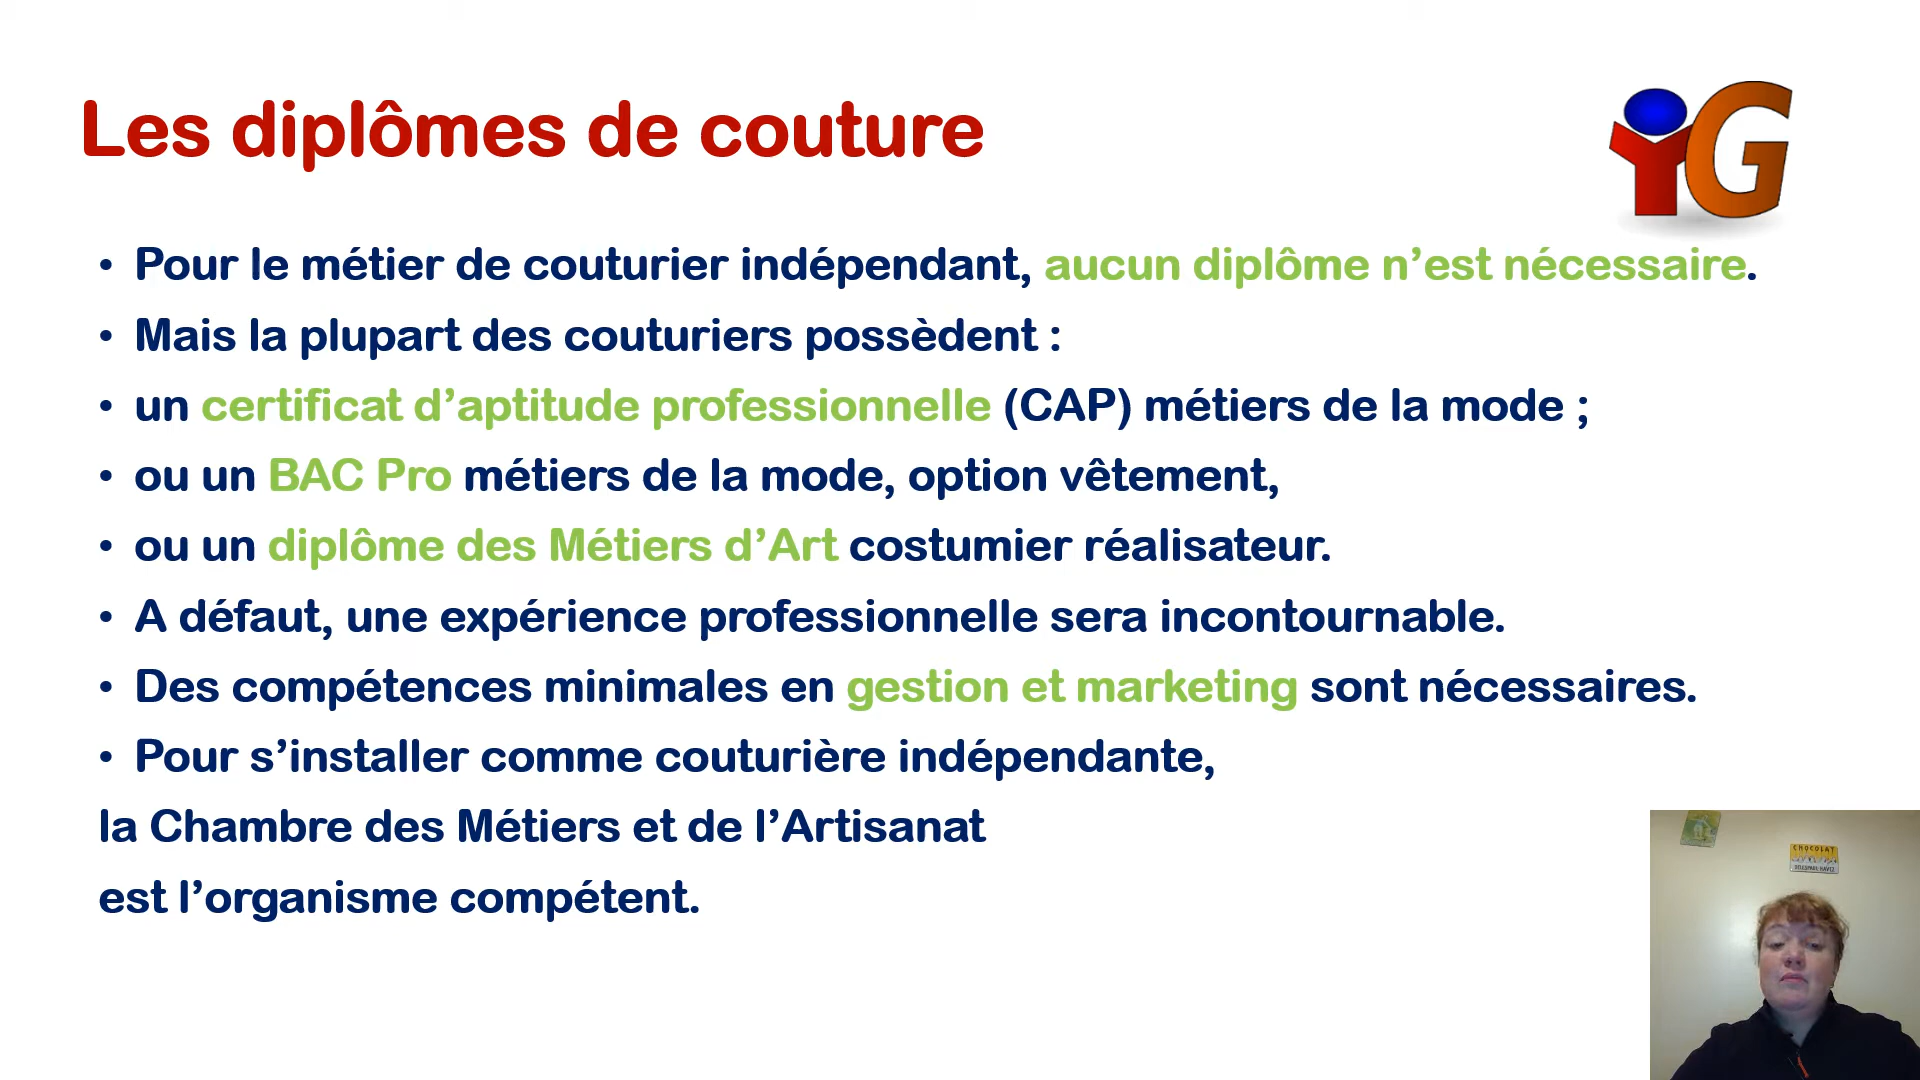 Les diplômes de couture
G
• Pour le métier de couturier indépendant, aucun diplôme n’est nécessaire.
• Mais la plupart des couturiers possèdent :
• un certificat d’aptitude professionnelle (CAP) métiers de la mode ;
• ou un BAC Pro métiers de la mode, option vêtement,
• ou un diplôme des Métiers d’Art costumier réalisateur.
• A défaut, une expérience professionnelle sera incontournable.
• Des compétences minimales en gestion et marketing sont nécessaires.
• Pour s’installer comme couturière indépendante,
la Chambre des Métiers et de l’Artisanat
est l’organisme compétent.
CHOCOLAT